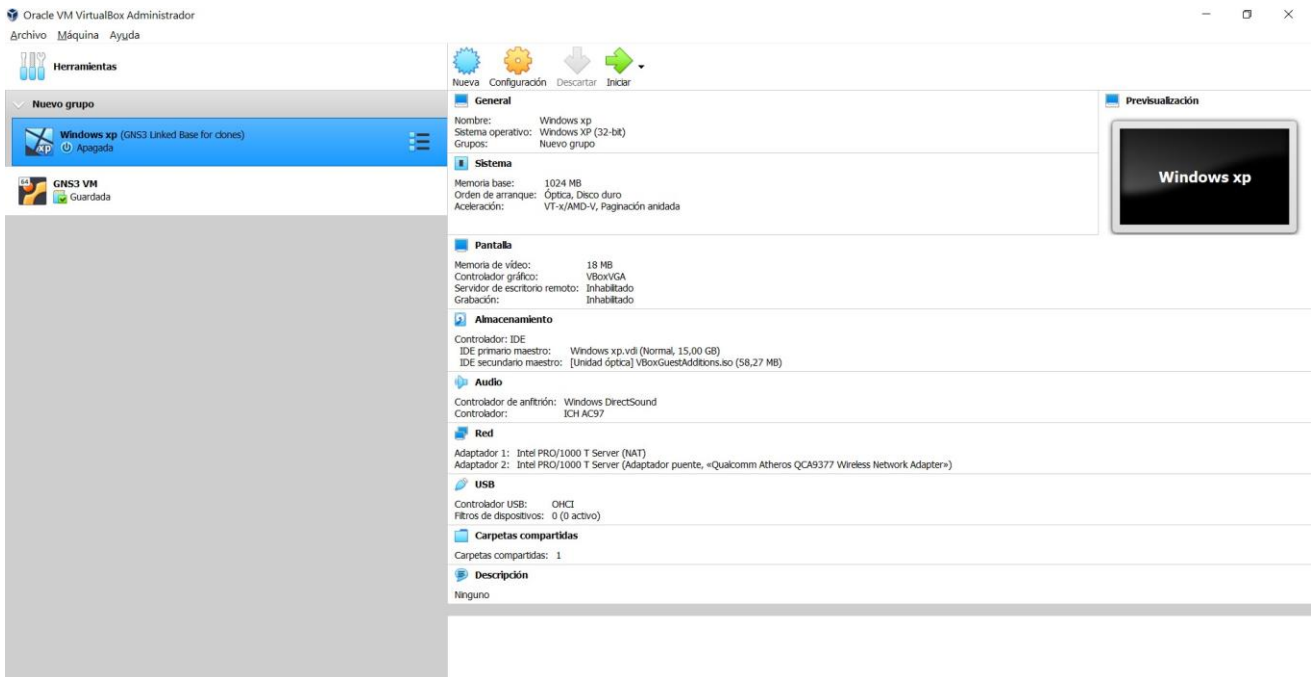 Oracle VM VirtualBox Administrador
Archivo Máquina Ayuda
Herramientas
Nuevo grupo
Windows xp (GNS3 Linked Base for clones)
Apagada
64
GNS3 VM
Guardada
Nueva Configuración Descartar Iniciar
General
Nombre: Windows xp
Sistema operativo: Windows XP (32-bit)
Grupos: Nuevo grupo
Previsualización
Windows xp
Sistema
Memoria base: 1024 MB
Orden de arranque: Óptica, Disco duro
Aceleración: VT-x/AMD-V, Paginación anidada
Pantalla
Memoria de vídeo: 18 MB
Controlador gráfico: VBoxVGA
Servidor de escritorio remoto: Inhabilitado
Grabación: Inhabilitado
Almacenamiento
Controlador: IDE
IDE primario maestro: Windows xp.vdi (Normal, 15,00 GB)
IDE secundario maestro: [Unidad óptica] VBoxGuestAdditions.iso (58,27 MB)
Audio
Controlador de anfitrión: Windows DirectSound
Controlador: ICH AC97
Red
Adaptador 1: Intel PRO/1000 T Server (NAT)
Adaptador 2: Intel PRO/1000 T Server (Adaptador puente, «Qualcomm Atheros QCA9377 Wireless Network Adapter»)
USB
Controlador USB: OHCI
Filtros de dispositivos: 0 (0 activo)
Carpetas compartidas
Carpetas compartidas: 1
Descripción
Ninguno